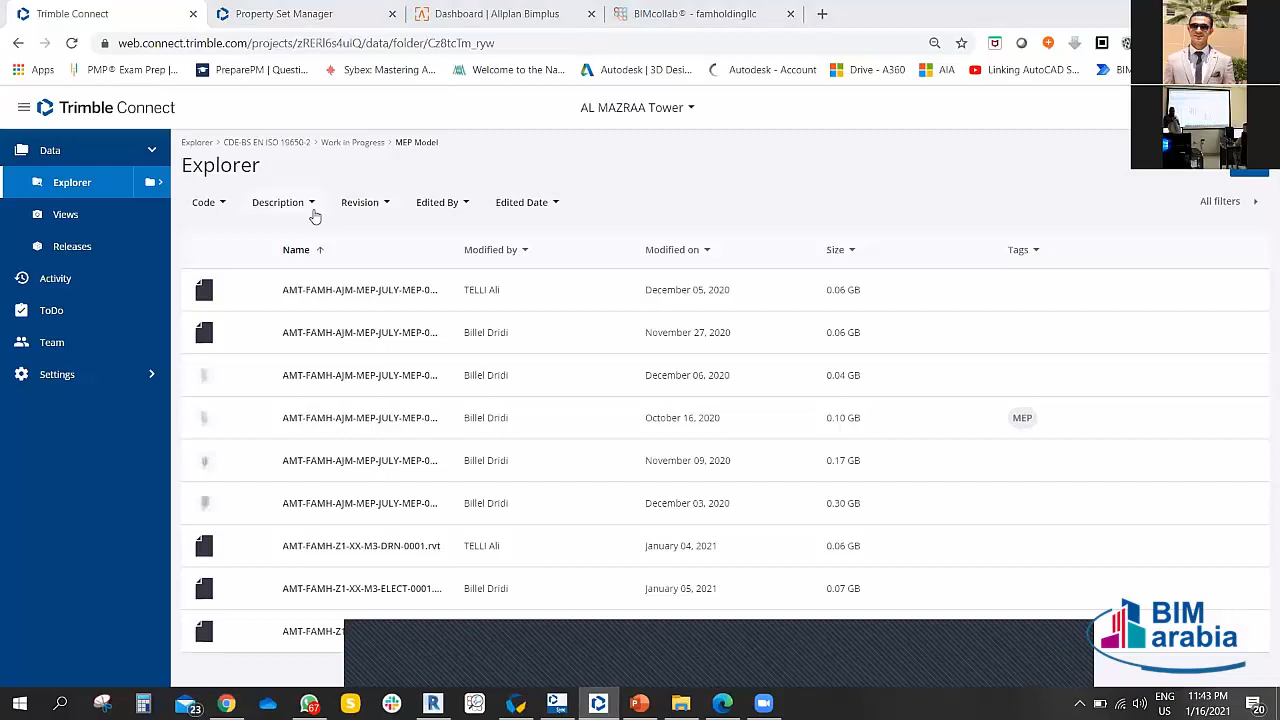 Trimble Connect
Property Set Manager
Dashboard | Allplan Bimplus
BIMcollab® - famholdingllc
web.connect.trimble.com/projects/zRERl6s4uIQ/data/folder/Cz8tcTm_ryw
Apps
PMP® Exam Prep |...
PreparePM | Questi...
Sybex Mastering J...
Welcome to the Na...
Autodesk | 3D Desi...
Autodesk - Account
Drive - A360
AIA
Linking AutoCAD S...
BIM
Trimble Connect
AL MAZRAA Tower
Data
Explorer
Views
Releases
Activity
ToDo
Team
Settings
Explorer > CDE-BS EN ISO 19650-2 > Work in Progress > MEP Model
Explorer
Code Description Revision Edited By Edited Date All filters
Name Modified by Modified on Size Tags
AMT-FAMH-AJM-MEP-JULY-MEP-0... TELLI Ali December 05, 2020 0.06 GB
AMT-FAMH-AJM-MEP-JULY-MEP-0... Billel Dridi November 27, 2020 0.06 GB
AMT-FAMH-AJM-MEP-JULY-MEP-0... Billel Dridi December 06, 2020 0.04 GB
AMT-FAMH-AJM-MEP-JULY-MEP-0... Billel Dridi October 16, 2020 0.10 GB MEP
AMT-FAMH-AJM-MEP-JULY-MEP-0... Billel Dridi November 09, 2020 0.17 GB
AMT-FAMH-AJM-MEP-JULY-MEP-0... Billel Dridi December 03, 2020 0.30 GB
AMT-FAMH-Z1-XX-M3-DRN-0001.rvt TELLI Ali January 04, 2021 0.06 GB
AMT-FAMH-Z1-XX-M3-ELECT-0001.... Billel Dridi January 05, 2021 0.07 GB
AMT-FAMH-Z1
BIM
arabia
23
67
ENG
US
11:43 PM
1/16/2021
20